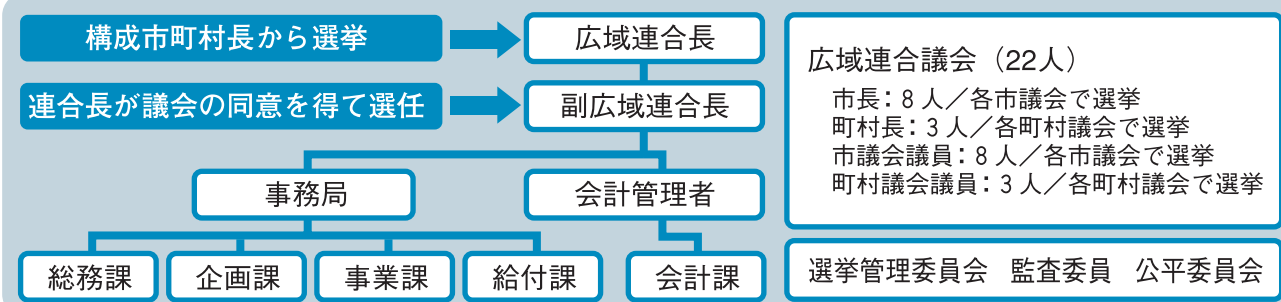 構成市町村長から選挙
広域連合長
連合長が議会の同意を得て選任
副広域連合長
事務局
会計管理者
総務課
企画課
事業課
給付課
会計課
広域連合議会（22人）
市長：8人／各市議会で選挙
町村長：3人／各町村議会で選挙
市議会議員：8人／各市議会で選挙
町村議会議員：3人／各町村議会で選挙
選挙管理委員会　監査委員　公平委員会